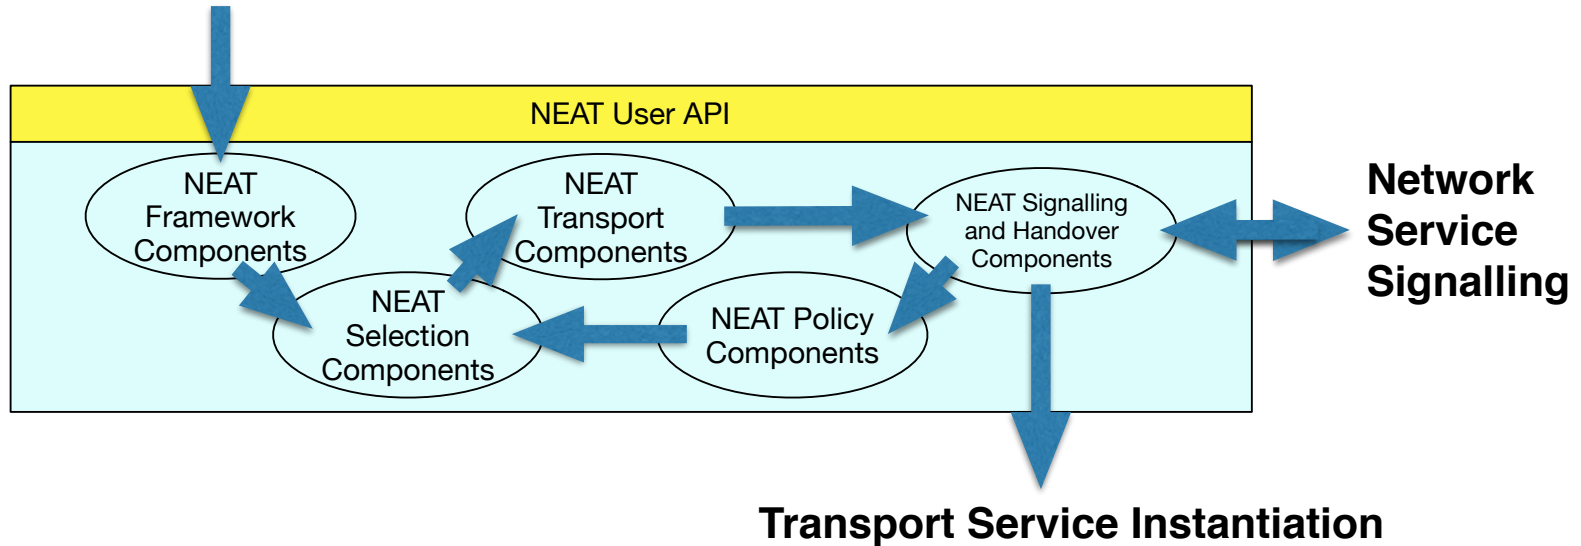 NEAT User API
NEAT
Framework
Components
NEAT
Transport
Components
NEAT Signalling
and Handover
Components
Network
Service
Signalling
NEAT
Selection
Components
NEAT Policy
Components
Transport Service Instantiation